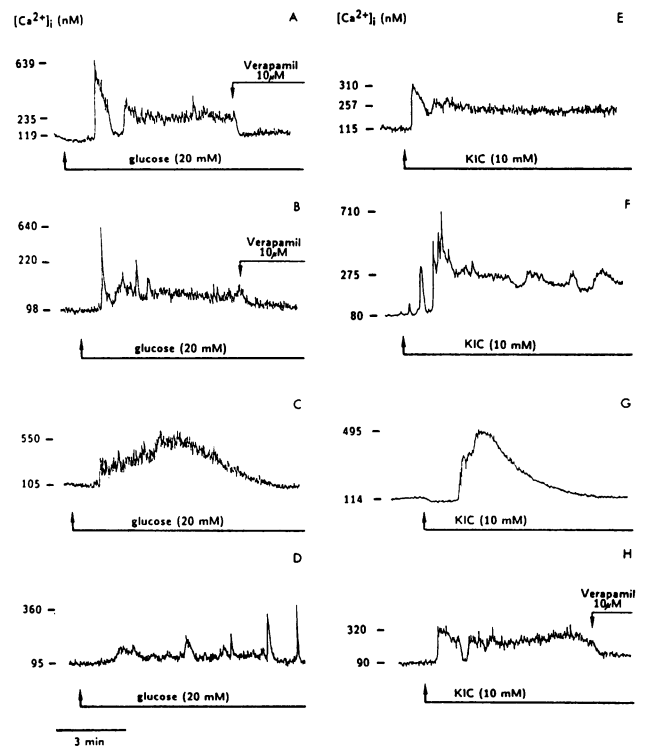 [Ca2+]i (nM)
A
639
235
119
Verapamil
10µM
glucose (20 mM)
B
640
220
98
Verapamil
10µM
glucose (20 mM)
C
550
105
glucose (20 mM)
D
360
95
glucose (20 mM)
3 min
[Ca2+]i (nM)
E
310
257
115
KIC (10 mM)
F
710
275
80
KIC (10 mM)
G
495
114
KIC (10 mM)
H
320
90
Verapamil
10µM
KIC (10 mM)